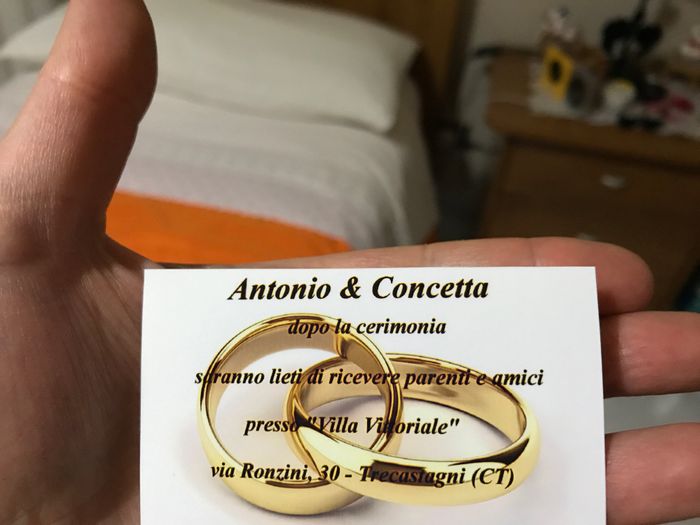 Antonio & Concetta
dopo la cerimonia
saranno lieti di ricevere parenti e amici
presso "Villa Vittoriale"
via Ronzini, 30 - Trecastagni (CT)